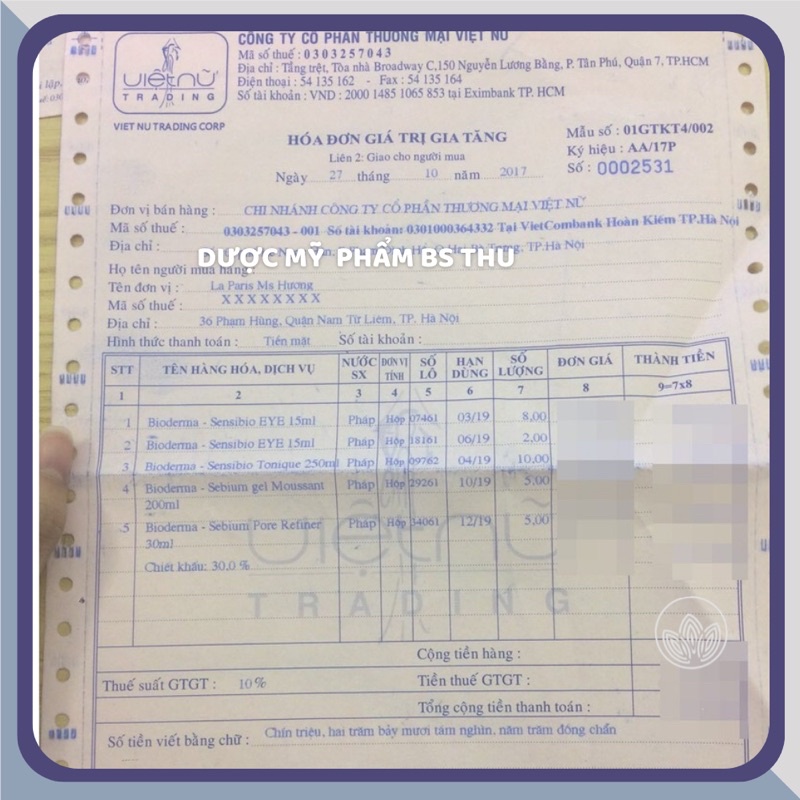 CÔNG TY CỔ PHẦN THƯƠNG MẠI VIỆT NỮ
Mã số thuế : 0303257043
Địa chỉ : Tầng trệt, Tòa nhà Broadway C,150 Nguyễn Lương Bằng, P. Tân Phú, Quận 7, TP.HCM
Điện thoại : 54 135 162 - Fax : 54 135 164
Số tài khoản : VND : 2000 1485 1065 853 tại Eximbank TP. HCM
VIỆT NỮ
TRADING
VIET NU TRADING CORP
HÓA ĐƠN GIÁ TRỊ GIA TĂNG
Liên 2: Giao cho người mua
Ngày 27 tháng 10 năm 2017
Mẫu số : 01GTKT4/002
Ký hiệu : AA/17P
Số : 0002531
Đơn vị bán hàng : CHI NHÁNH CÔNG TY CỔ PHẦN THƯƠNG MẠI VIỆT NỮ
Mã số thuế : 0303257043 - 001 Số tài khoản: 0301000364332 Tại VietCombank Hoàn Kiếm TP.Hà Nội
Địa chỉ : TP.Hà Nội
DƯỢC MỸ PHẨM BS THU
Họ tên người mua hàng :
Tên đơn vị : La Paris Ms Hương
Mã số thuế : XXXXXXXX
Địa chỉ : 36 Phạm Hùng, Quận Nam Từ Liêm, TP. Hà Nội
Hình thức thanh toán : Tiền mặt Số tài khoản :
STT TÊN HÀNG HÓA, DỊCH VỤ NƯỚC SX ĐƠN VỊ TÍNH SỐ LÔ HẠN DÙNG SỐ LƯỢNG ĐƠN GIÁ THÀNH TIỀN
1 2 3 4 5 6 7 8 9=7x8
1 Bioderma - Sensibio EYE 15ml Pháp Hộp 07461 03/19 8,00
2 Bioderma - Sensibio EYE 15ml Pháp Hộp 18161 06/19 2,00
3 Bioderma - Sensibio Tonique 250ml Pháp Hộp 09762 04/19 10,00
4 Bioderma - Sebium gel Moussant Pháp Hộp 29261 10/19 5,00
200ml
5 Bioderma - Sebium Pore Refiner Pháp Hộp 34061 12/19 5,00
30ml
Chiết khấu: 30,0 %
việt nữ
TRADING
Cộng tiền hàng :
Thuế suất GTGT : 10% Tiền thuế GTGT :
Tổng cộng tiền thanh toán :
Số tiền viết bằng chữ : Chín triệu, hai trăm bảy mươi tám nghìn, năm trăm đồng chẵn